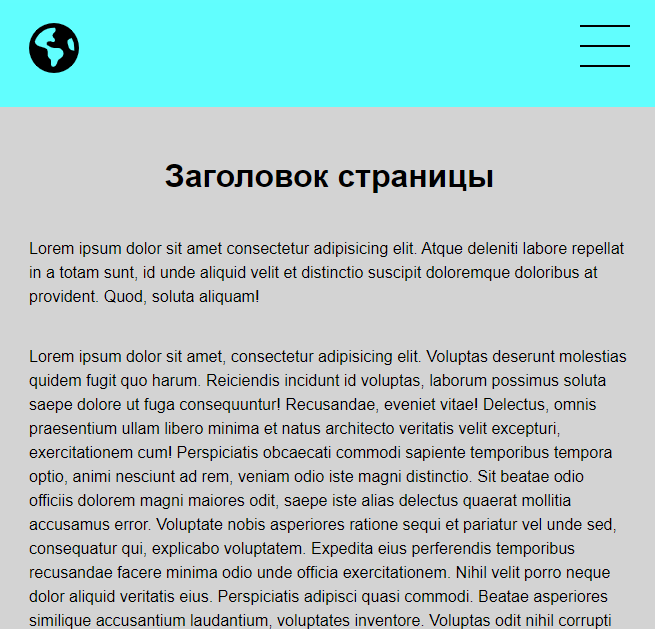 Заголовок страницы
Lorem ipsum dolor sit amet consectetur adipisicing elit. Atque deleniti labore repellat
in a totam sunt, id unde aliquid velit et distinctio suscipit doloremque doloribus at
provident. Quod, soluta aliquam!
Lorem ipsum dolor sit amet, consectetur adipisicing elit. Voluptas deserunt molestias
quidem fugit quo harum. Reiciendis incidunt id voluptas, laborum possimus soluta
saepe dolore ut fuga consequuntur! Recusandae, eveniet vitae! Delectus, omnis
praesentium ullam libero minima et natus architecto veritatis velit excepturi,
exercitationem cum! Perspiciatis obcaecati commodi sapiente temporibus tempora
optio, animi nesciunt ad rem, veniam odio iste magni distinctio. Sit beatae odio
officiis dolorem magni maiores odit, saepe iste alias delectus quaerat mollitia
accusamus error. Voluptate nobis asperiores ratione sequi et pariatur vel unde sed,
consequatur qui, explicabo voluptatem. Expedita eius perferendis temporibus
recusandae facere minima odio unde officia exercitationem. Nihil velit porro neque
dolor aliquid veritatis eius. Perspiciatis adipisci quasi commodi. Beatae asperiores
similique accusantium laudantium, voluptates inventore. Voluptas odit nihil corrupti